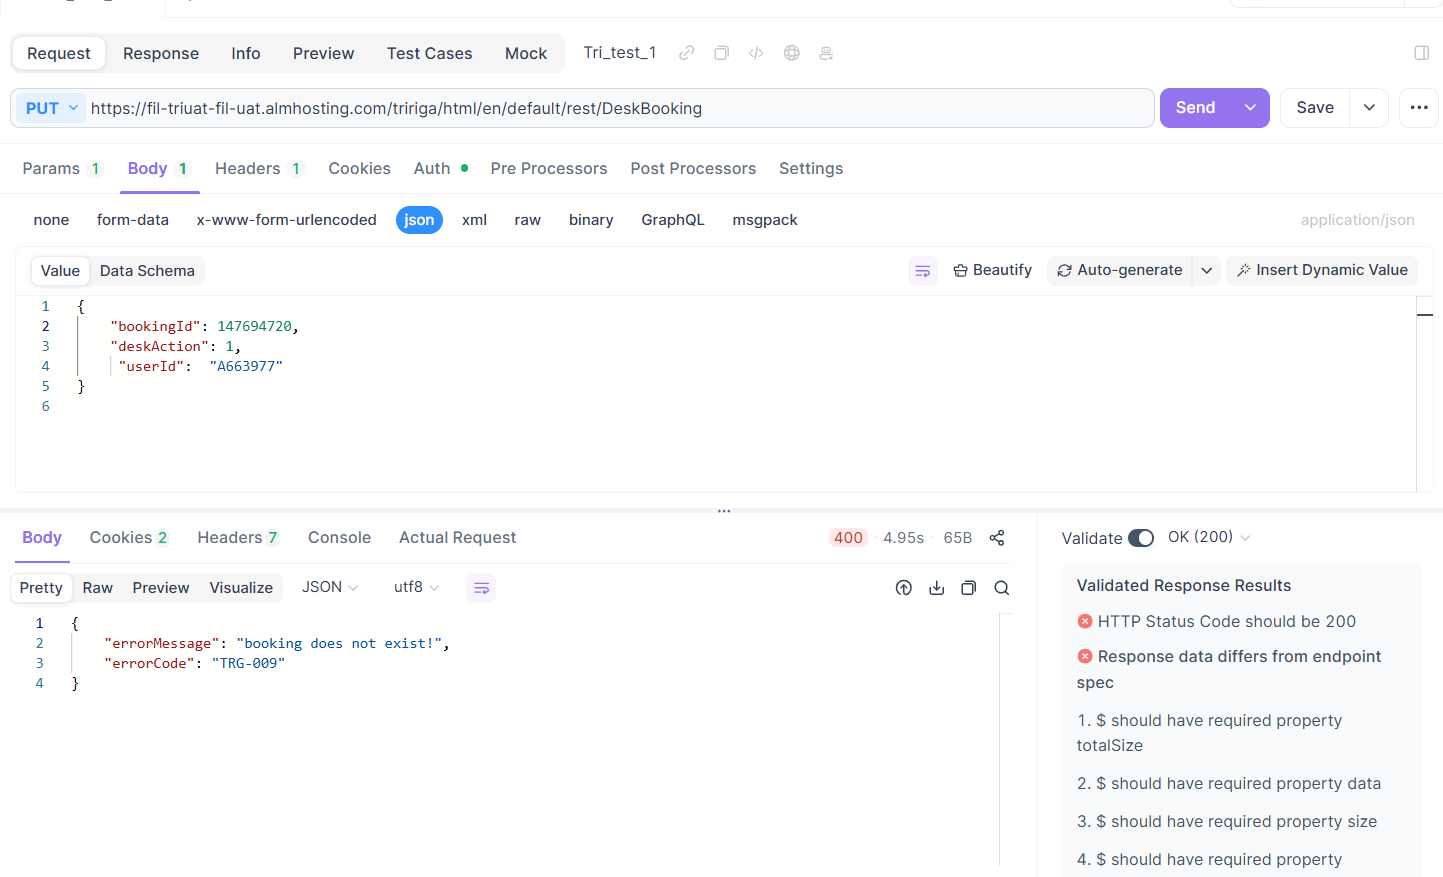 Request Response Info Preview Test Cases Mock Tri_test_1
PUT https://fil-triuat-fil-uat.almhosting.com/tririga/html/en/default/rest/DeskBooking Send Save
Params 1 Body 1 Headers 1 Cookies Auth Pre Processors Post Processors Settings
none form-data x-www-form-urlencoded json xml raw binary GraphQL msgpack application/json
Value Data Schema Beautify Auto-generate Insert Dynamic Value
1 {
2 "bookingId": 147694720,
3 "deskAction": 1,
4 "userId": "A663977"
5 }
6
Body Cookies 2 Headers 7 Console Actual Request 400 · 4.95s · 65B
Pretty Raw Preview Visualize JSON utf8
1 {
2 "errorMessage": "booking does not exist!",
3 "errorCode": "TRG-009"
4 }
Validate OK (200)
Validated Response Results
HTTP Status Code should be 200
Response data differs from endpoint
spec
1. $ should have required property
totalSize
2. $ should have required property data
3. $ should have required property size
4. $ should have required property